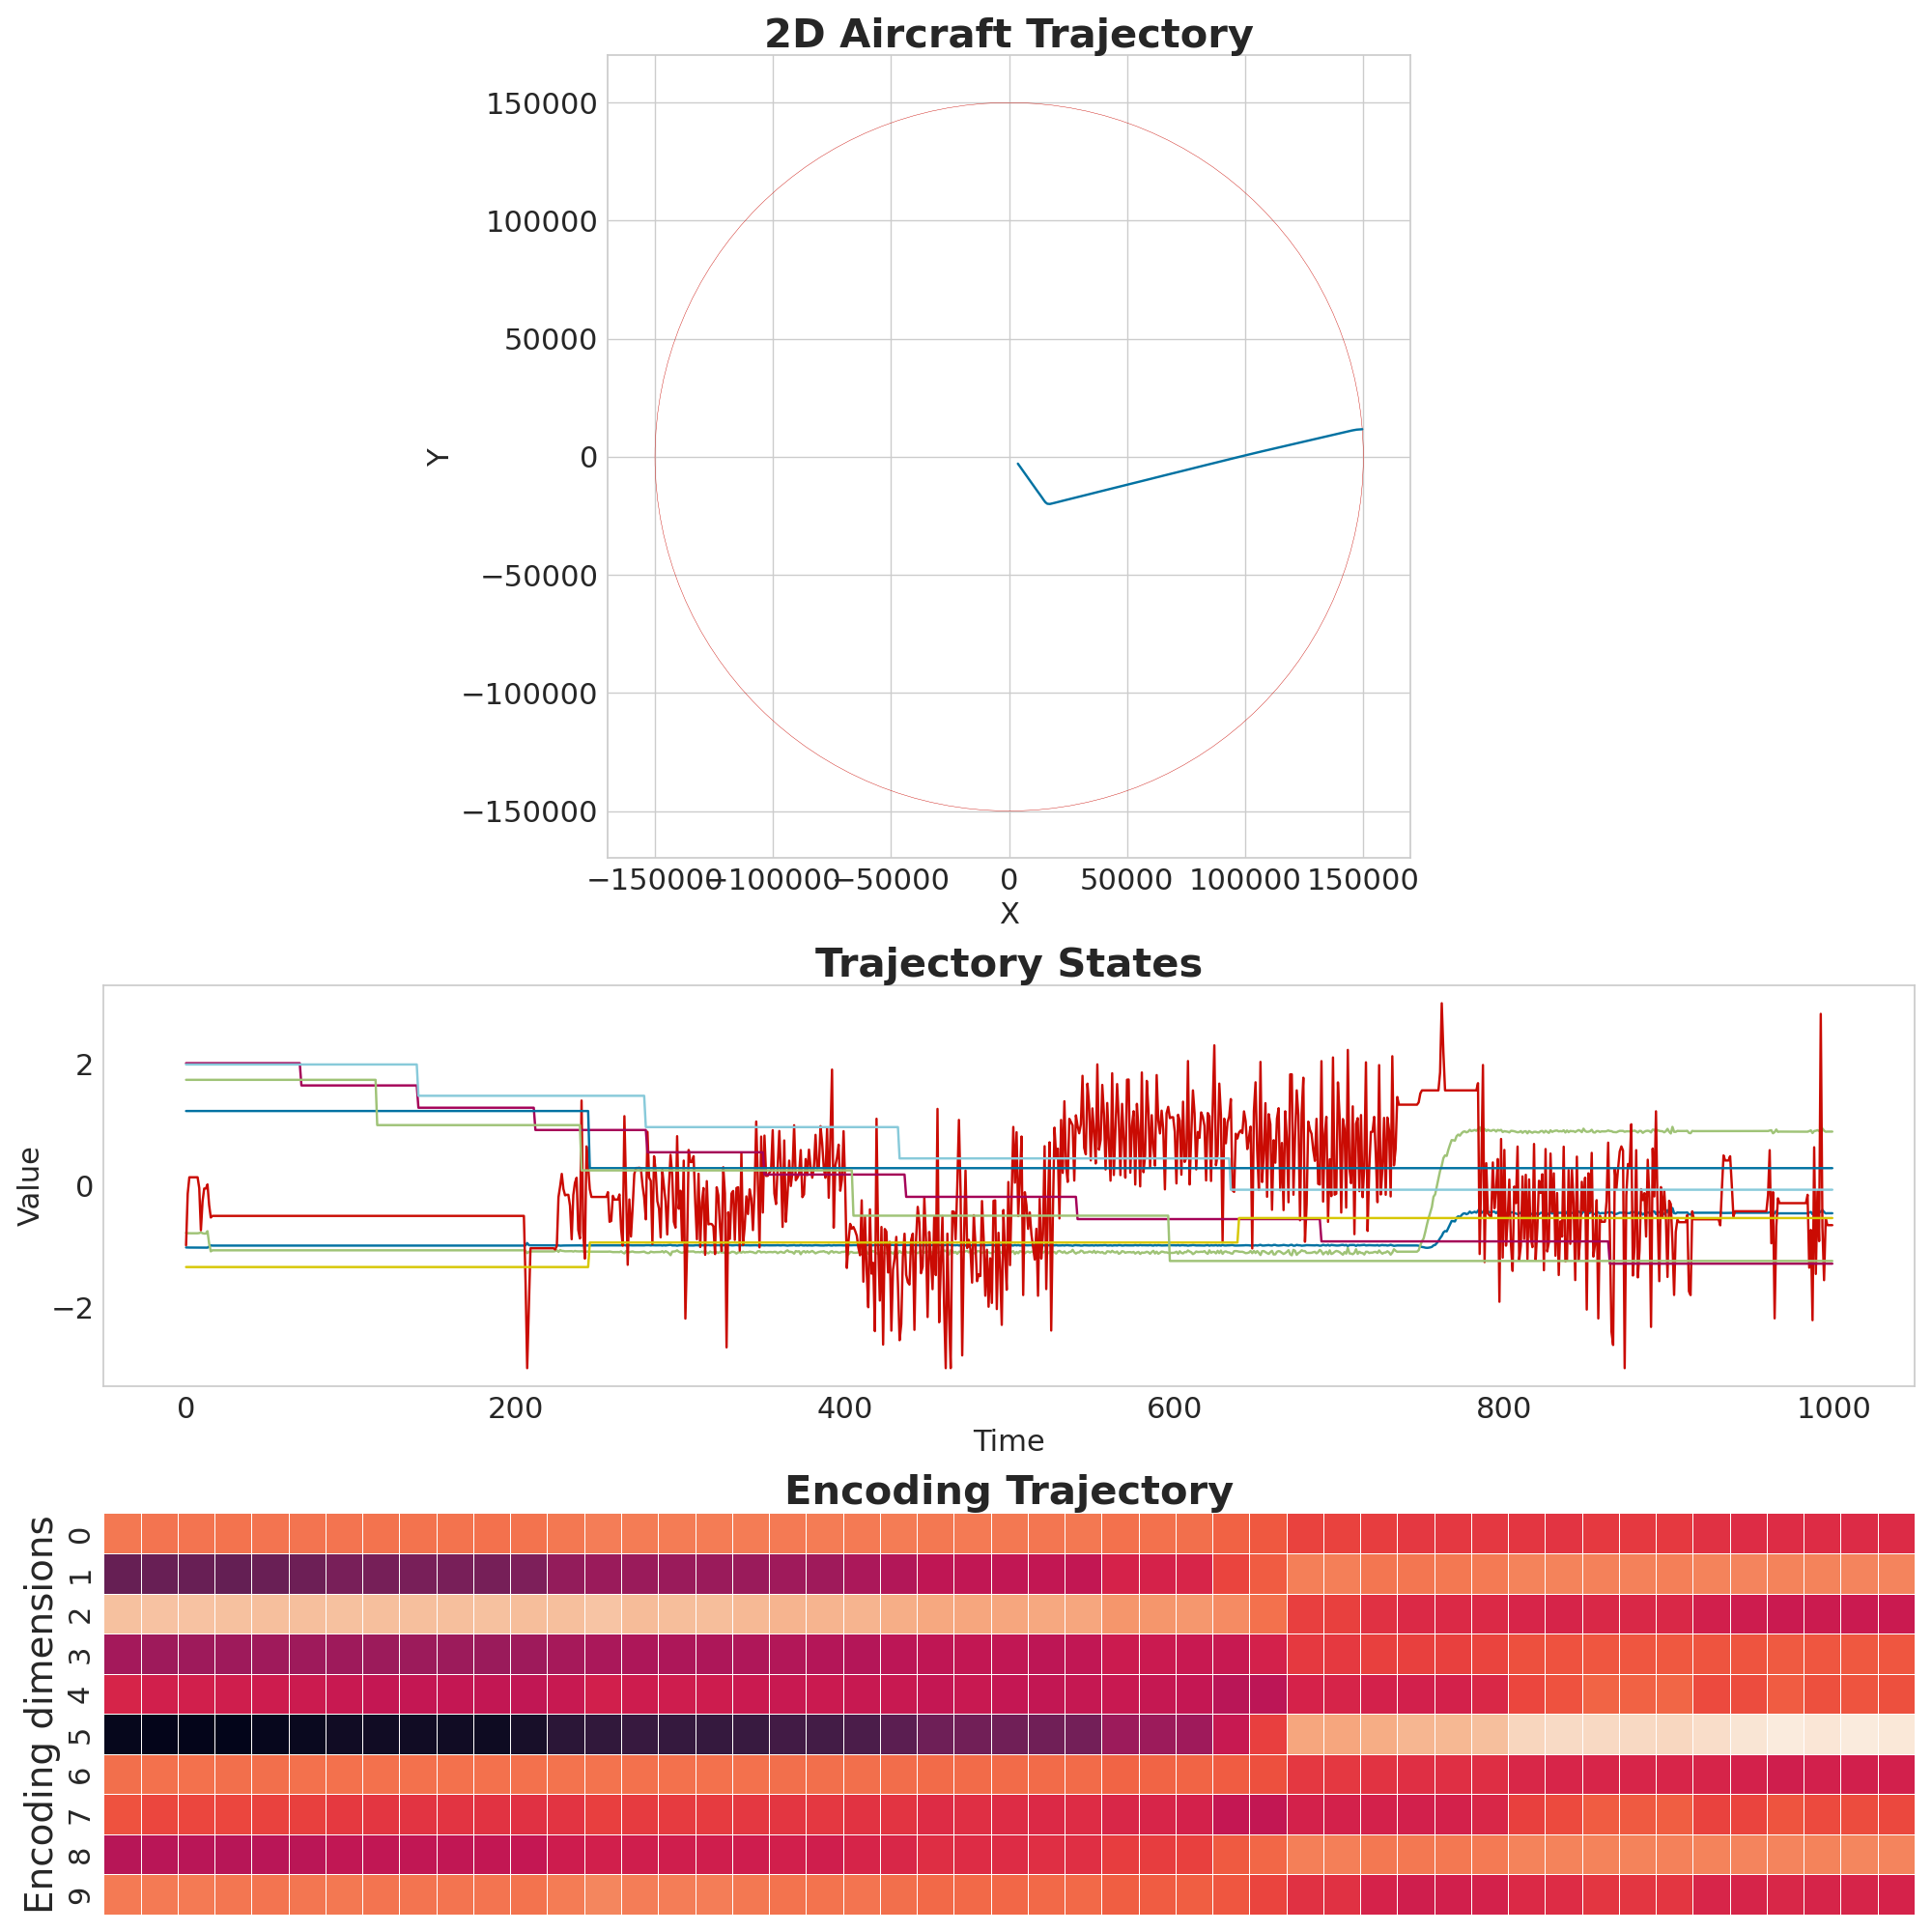 2D Aircraft Trajectory
150000
100000
50000
0
−50000
−100000
−150000
Y
−150000 −100000 −50000 0 50000 100000 150000
X
Trajectory States
2
0
−2
Value
0 200 400 600 800 1000
Time
Encoding Trajectory
Encoding dimensions
0
1
2
3
4
5
6
7
8
9